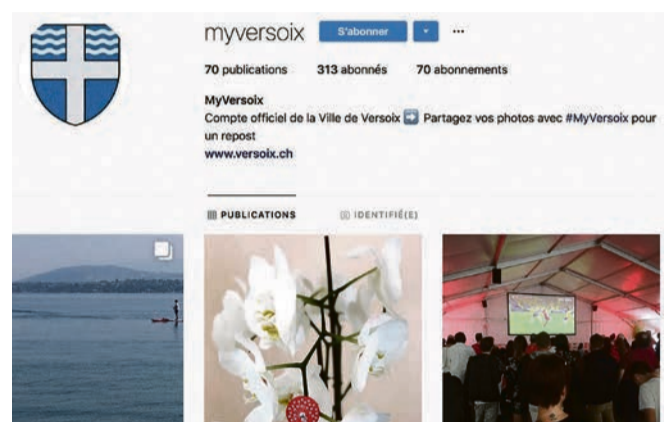 myversoix S'abonner
70 publications 313 abonnés 70 abonnements
MyVersoix
Compte officiel de la Ville de Versoix ➡ Partagez vos photos avec #MyVersoix pour
un repost
www.versoix.ch
PUBLICATIONS IDENTIFIÉ(E)